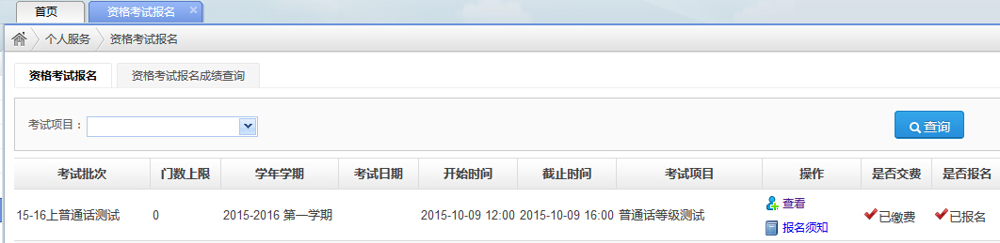 首页 资格考试报名
个人服务 资格考试报名
资格考试报名 资格考试报名成绩查询
考试项目： 查询
考试批次 门数上限 学年学期 考试日期 开始时间 截止时间 考试项目 操作 是否交费 是否报名
15-16上普通话测试 0 2015-2016 第一学期 2015-10-09 12:00 2015-10-09 16:00 普通话等级测试 查看 已缴费 已报名
报名须知